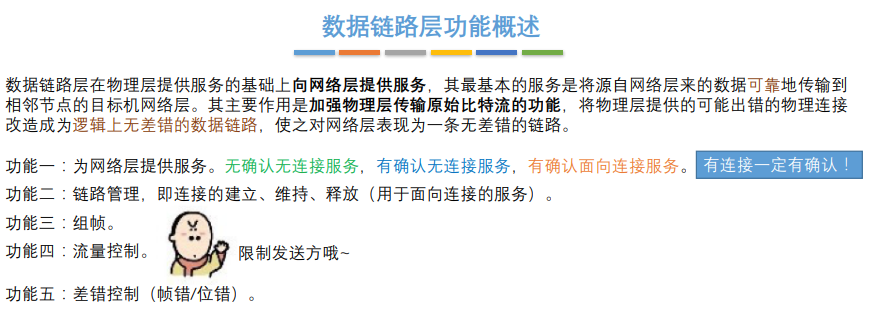 数据链路层功能概述
数据链路层在物理层提供服务的基础上向网络层提供服务，其最基本的服务是将源自网络层来的数据可靠地传输到
相邻节点的目标机网络层。其主要作用是加强物理层传输原始比特流的功能，将物理层提供的可能出错的物理连接
改造成为逻辑上无差错的数据链路，使之对网络层表现为一条无差错的链路。
功能一：为网络层提供服务。无确认无连接服务，有确认无连接服务，有确认面向连接服务。 有连接一定有确认！
功能二：链路管理，即连接的建立、维持、释放（用于面向连接的服务）。
功能三：组帧。
功能四：流量控制。 限制发送方哦~
功能五：差错控制（帧错/位错）。